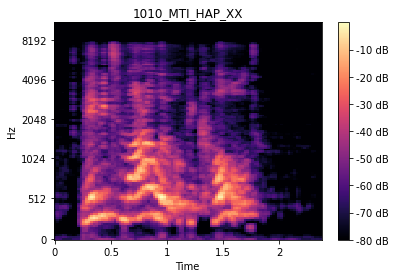 1010_MTI_HAP_XX
8192
4096
2048
1024
512
0
Hz
0 0.5 1 1.5 2
Time
-10 dB
-20 dB
-30 dB
-40 dB
-50 dB
-60 dB
-70 dB
-80 dB